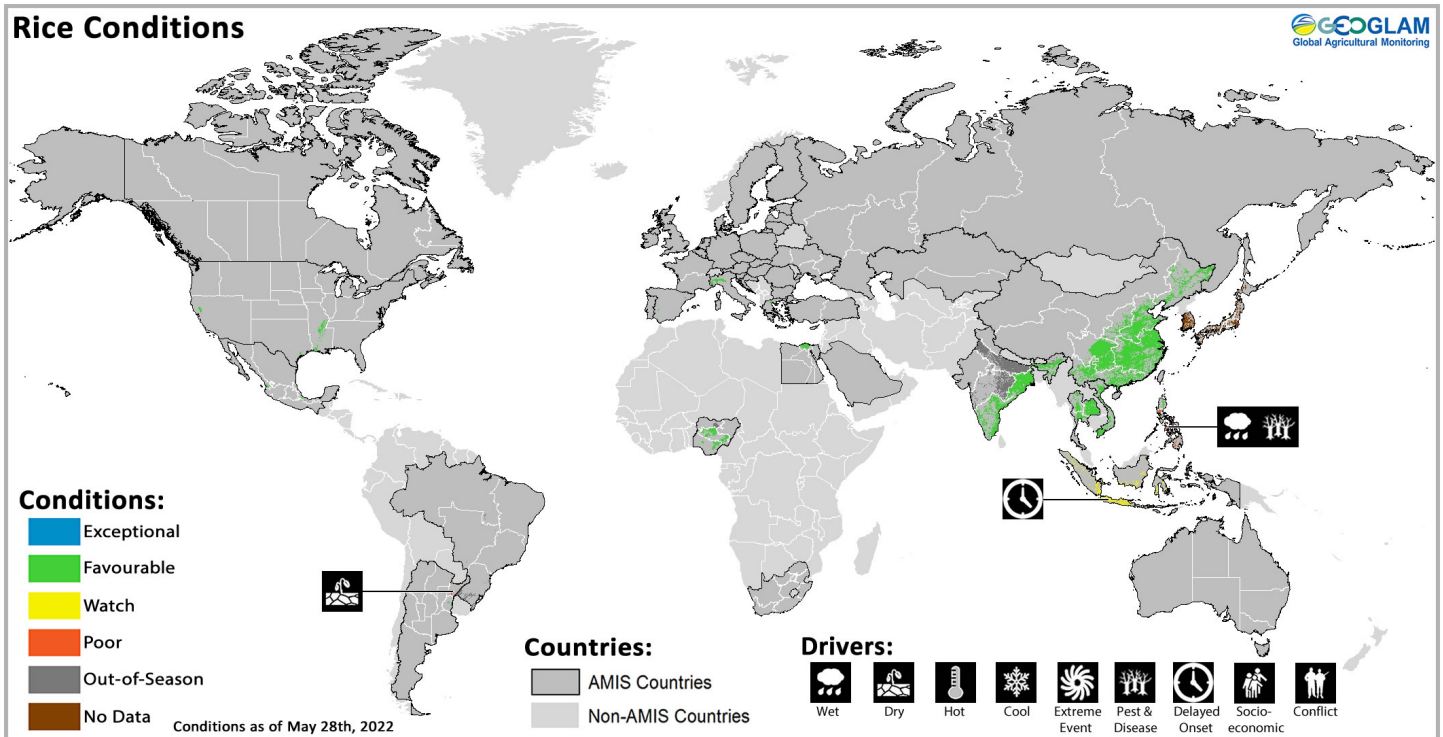 Rice Conditions
GEOGLAM
Global Agricultural Monitoring
Conditions:
Exceptional
Favourable
Watch
Poor
Out-of-Season
No Data
Conditions as of May 28th, 2022
Countries:
AMIS Countries
Non-AMIS Countries
Drivers:
Wet
Dry
Hot
Cool
Extreme
Event
Pest &
Disease
Delayed
Onset
Socio-
economic
Conflict